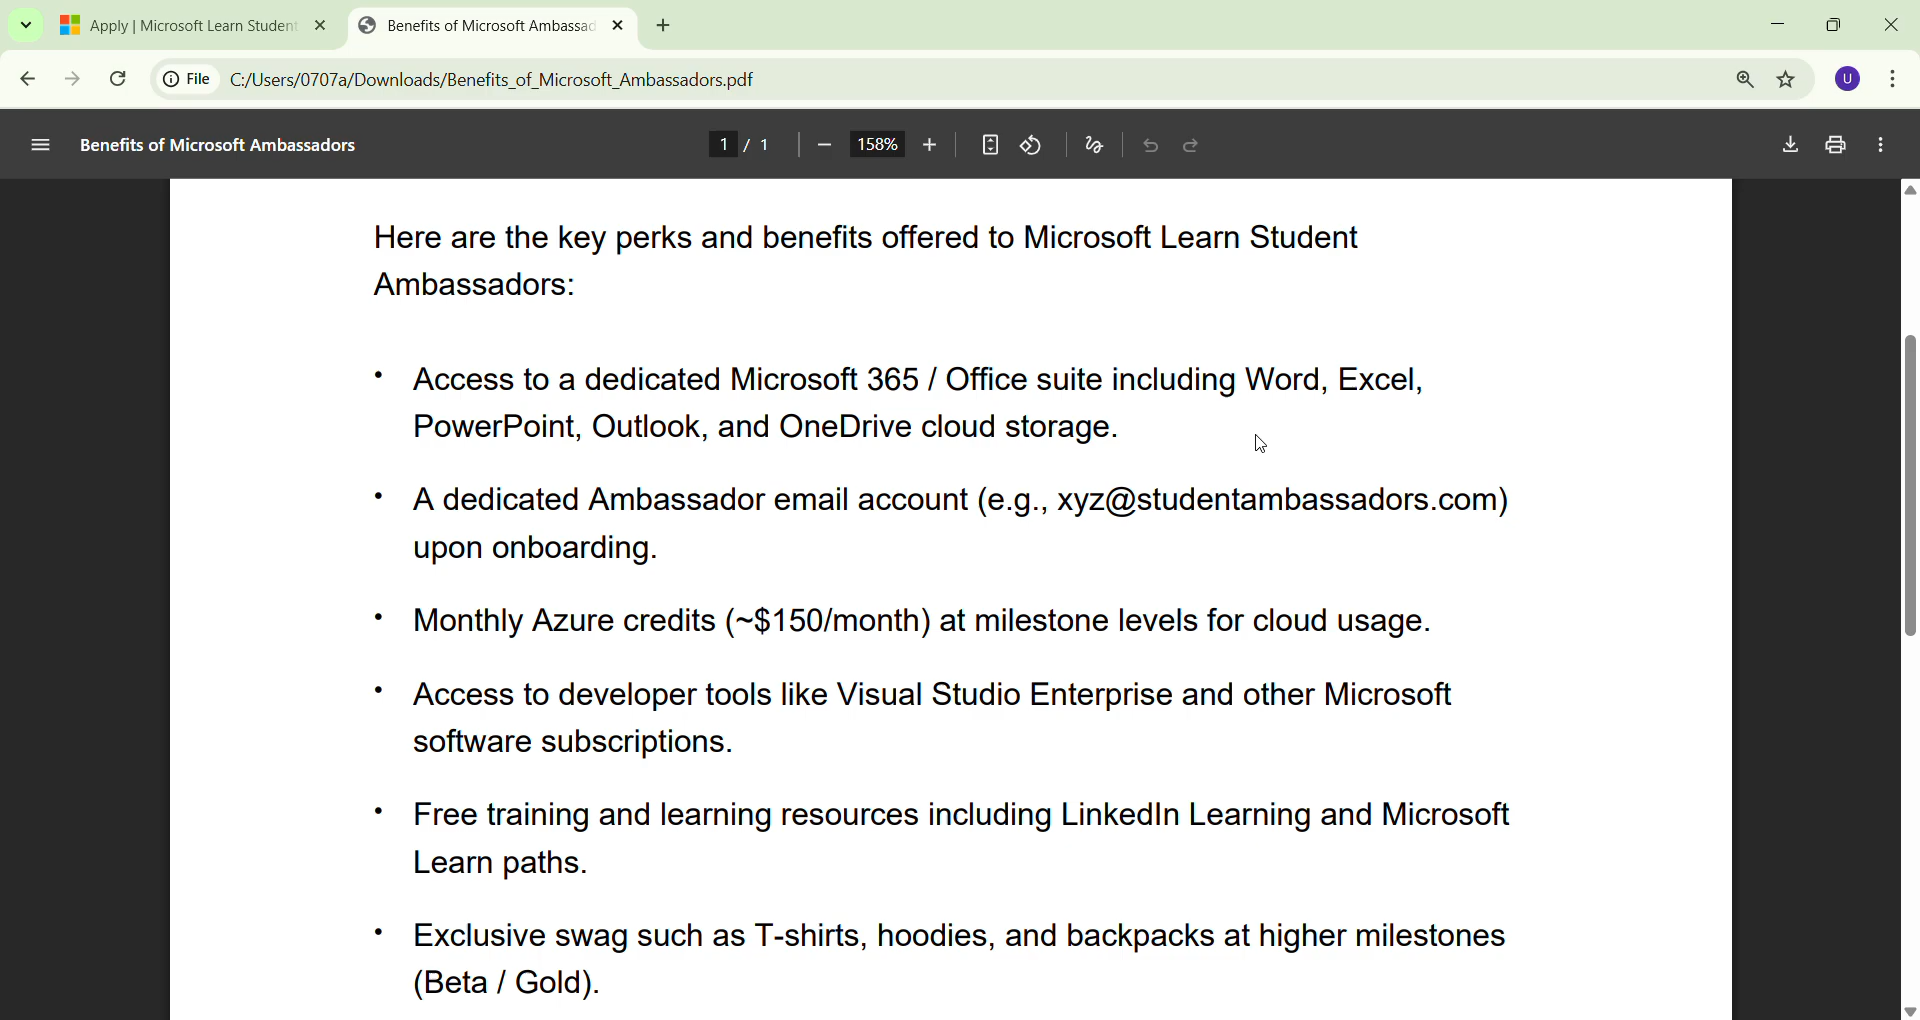 Apply | Microsoft Learn Student
Benefits of Microsoft Ambassad
File
C:/Users/0707a/Downloads/Benefits_of_Microsoft_Ambassadors.pdf
U
Benefits of Microsoft Ambassadors
1 / 1
158%
Here are the key perks and benefits offered to Microsoft Learn Student
Ambassadors:
• Access to a dedicated Microsoft 365 / Office suite including Word, Excel,
PowerPoint, Outlook, and OneDrive cloud storage.
• A dedicated Ambassador email account (e.g., xyz@studentambassadors.com)
upon onboarding.
• Monthly Azure credits (~$150/month) at milestone levels for cloud usage.
• Access to developer tools like Visual Studio Enterprise and other Microsoft
software subscriptions.
• Free training and learning resources including LinkedIn Learning and Microsoft
Learn paths.
• Exclusive swag such as T-shirts, hoodies, and backpacks at higher milestones
(Beta / Gold).